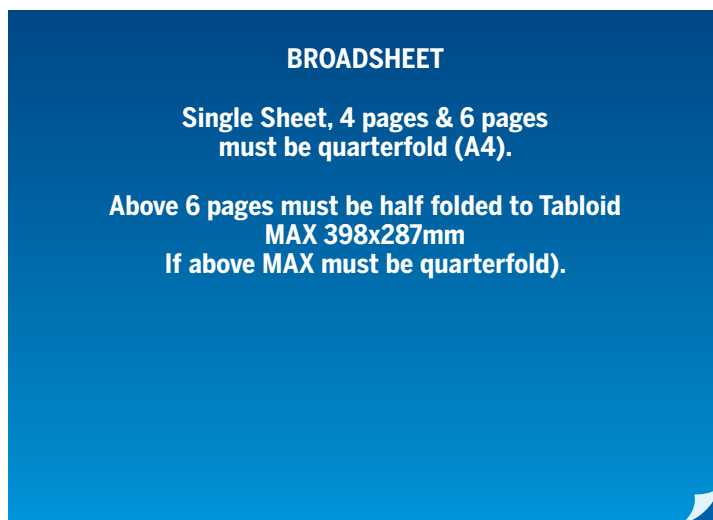 BROADSHEET
Single Sheet, 4 pages & 6 pages
must be quarterfold (A4).
Above 6 pages must be half folded to Tabloid
MAX 398x287mm
If above MAX must be quarterfold).